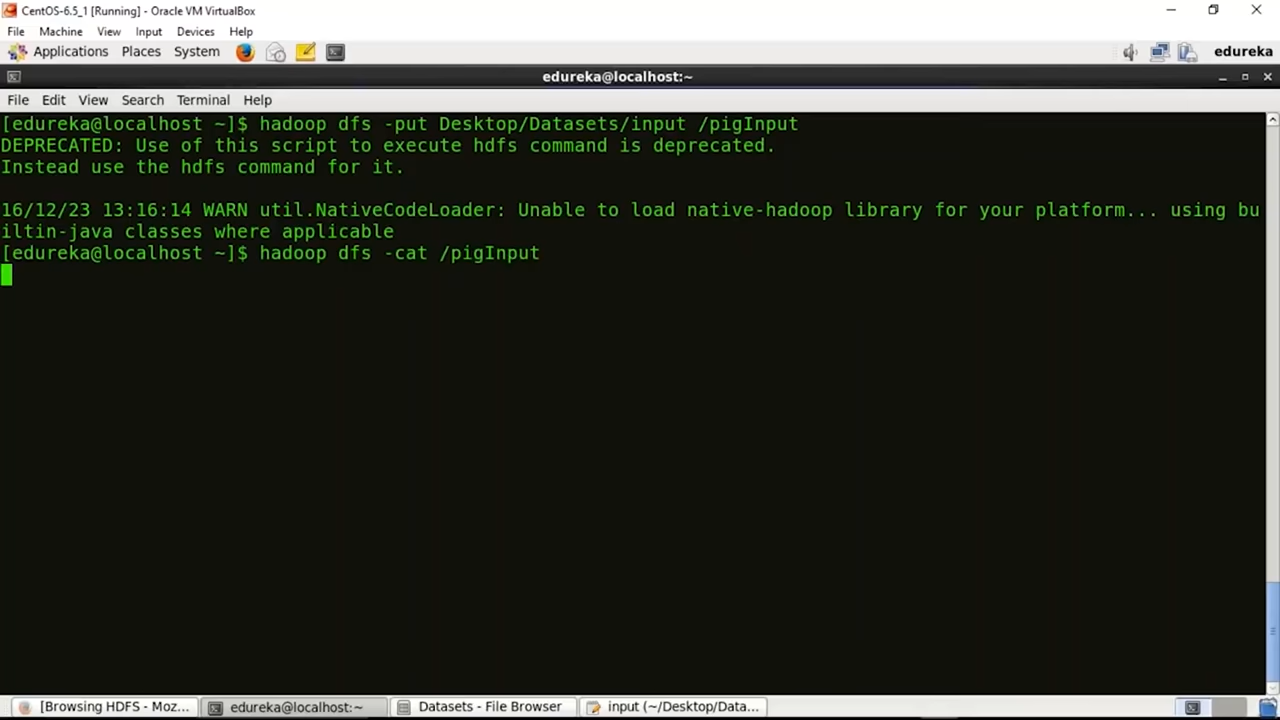 CentOS-6.5_1 [Running] - Oracle VM VirtualBox
File Machine View Input Devices Help
Applications Places System edureka
edureka@localhost:~
File Edit View Search Terminal Help
[edureka@localhost ~]$ hadoop dfs -put Desktop/Datasets/input /pigInput
DEPRECATED: Use of this script to execute hdfs command is deprecated.
Instead use the hdfs command for it.
16/12/23 13:16:14 WARN util.NativeCodeLoader: Unable to load native-hadoop library for your platform... using bu
iltin-java classes where applicable
[edureka@localhost ~]$ hadoop dfs -cat /pigInput
[Browsing HDFS - Moz... edureka@localhost:~ Datasets - File Browser input (~/Desktop/Data...